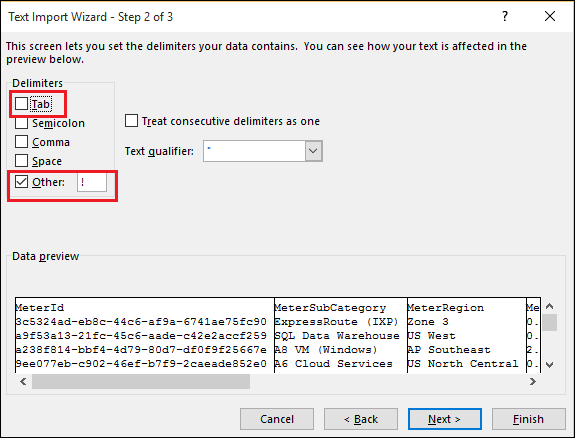 Text Import Wizard - Step 2 of 3
This screen lets you set the delimiters your data contains. You can see how your text is affected in the
preview below.
Delimiters
Tab
Semicolon
Comma
Space
Other: !
Treat consecutive delimiters as one
Text qualifier: "
Data preview
MeterId MeterSubCategory MeterRegion Me
3c5324ad-eb8c-44c6-af9a-6741ae75fc90 ExpressRoute (IXP) Zone 3 0.
a9f53a13-21fc-45c6-aade-c42e2accf259 SQL Data Warehouse US West 0.
a238f814-bbf4-4d79-80d7-df0f9f25667e A8 VM (Windows) AP Southeast 2.
9ee077eb-c902-46ef-b7f9-2caeade852e0 A6 Cloud Services US North Central 0.
Cancel < Back Next > Finish